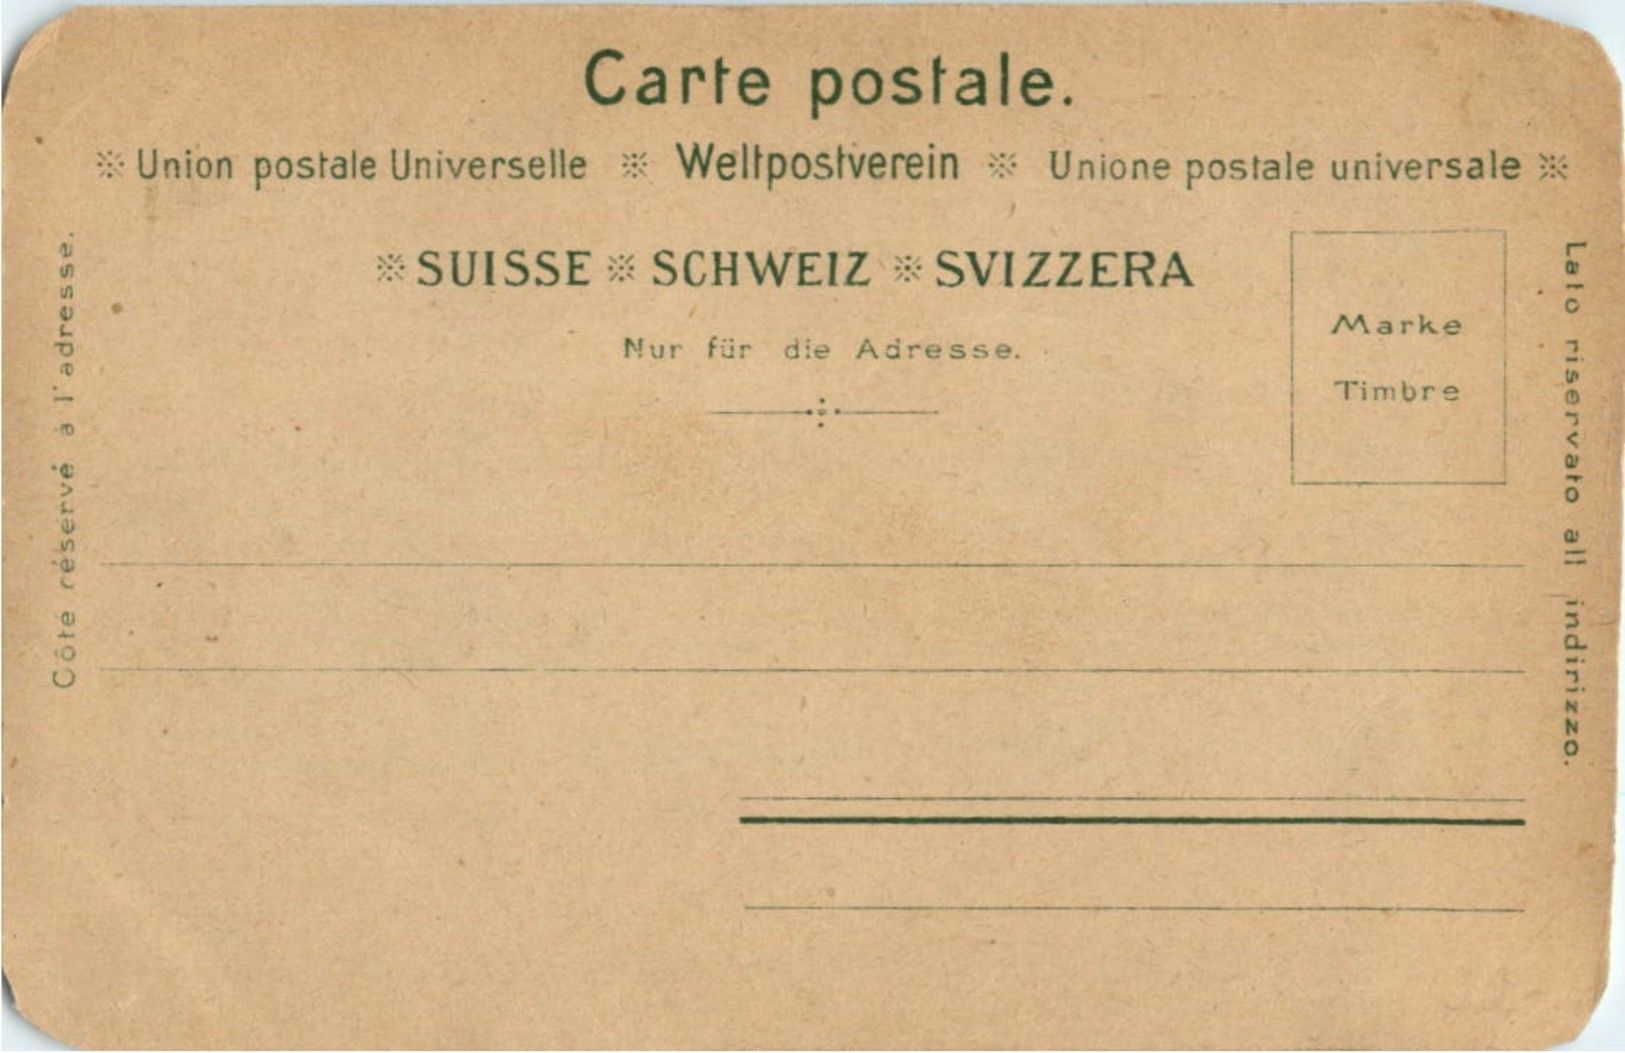 Carte postale.
※ Union postale Universelle ※ Weltpostverein ※ Unione postale universale ※
※ SUISSE ※ SCHWEIZ ※ SVIZZERA
Nur für die Adresse.
Marke
Timbre
Côte réservé à l'adresse.
Lato riservato all indirizzo.